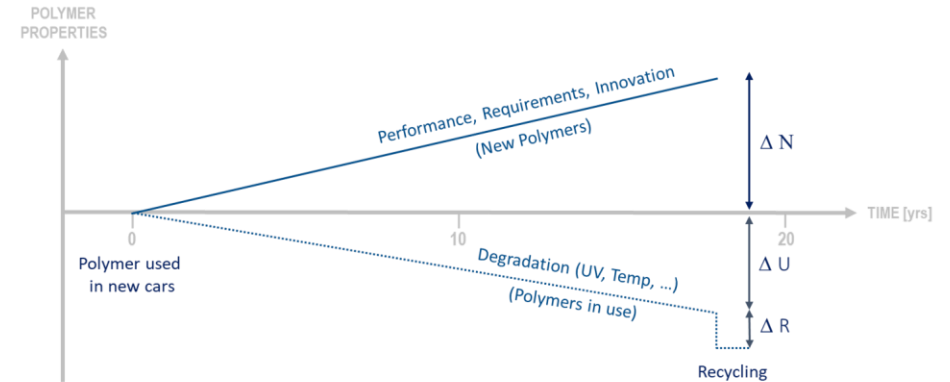 POLYMER
PROPERTIES
Performance, Requirements, Innovation
(New Polymers)
Δ N
TIME [yrs]
0
10
20
Polymer used
in new cars
Degradation (UV, Temp, ...)
(Polymers in use)
Δ U
Δ R
Recycling